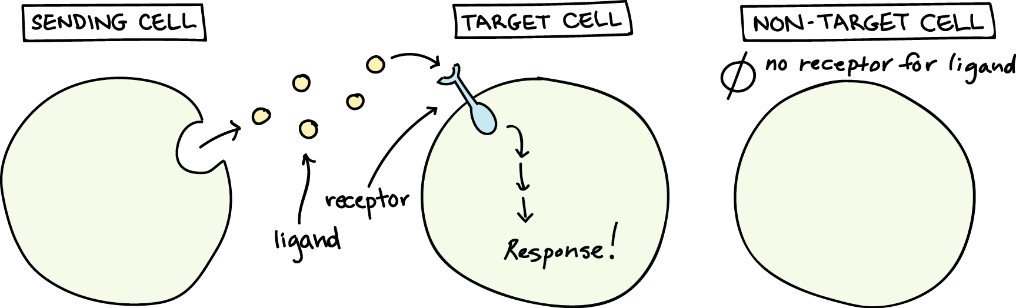 SENDING CELL
TARGET CELL
NON-TARGET CELL
Ø no receptor for ligand
receptor
ligand
Response!